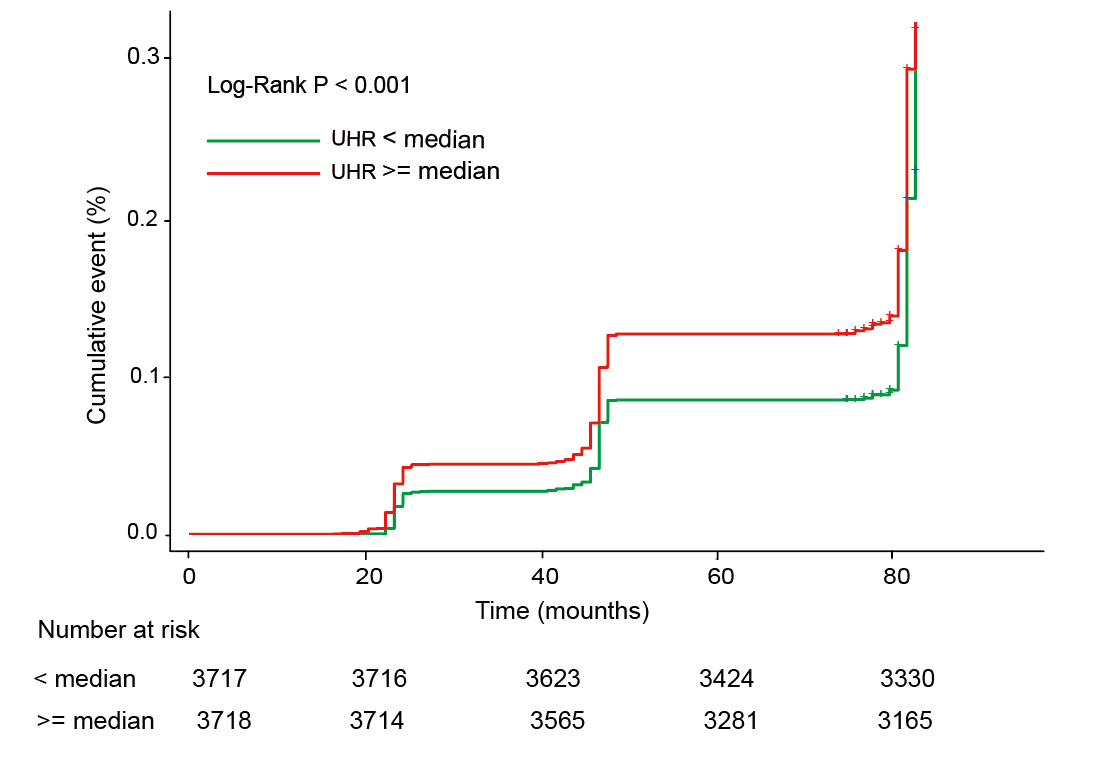 0.3
Log-Rank P < 0.001
UHR < median
UHR >= median
Cumulative event (%)
0.2
0.1
0.0
0 20 40 60 80
Time (mounths)
Number at risk
< median 3717 3716 3623 3424 3330
>= median 3718 3714 3565 3281 3165